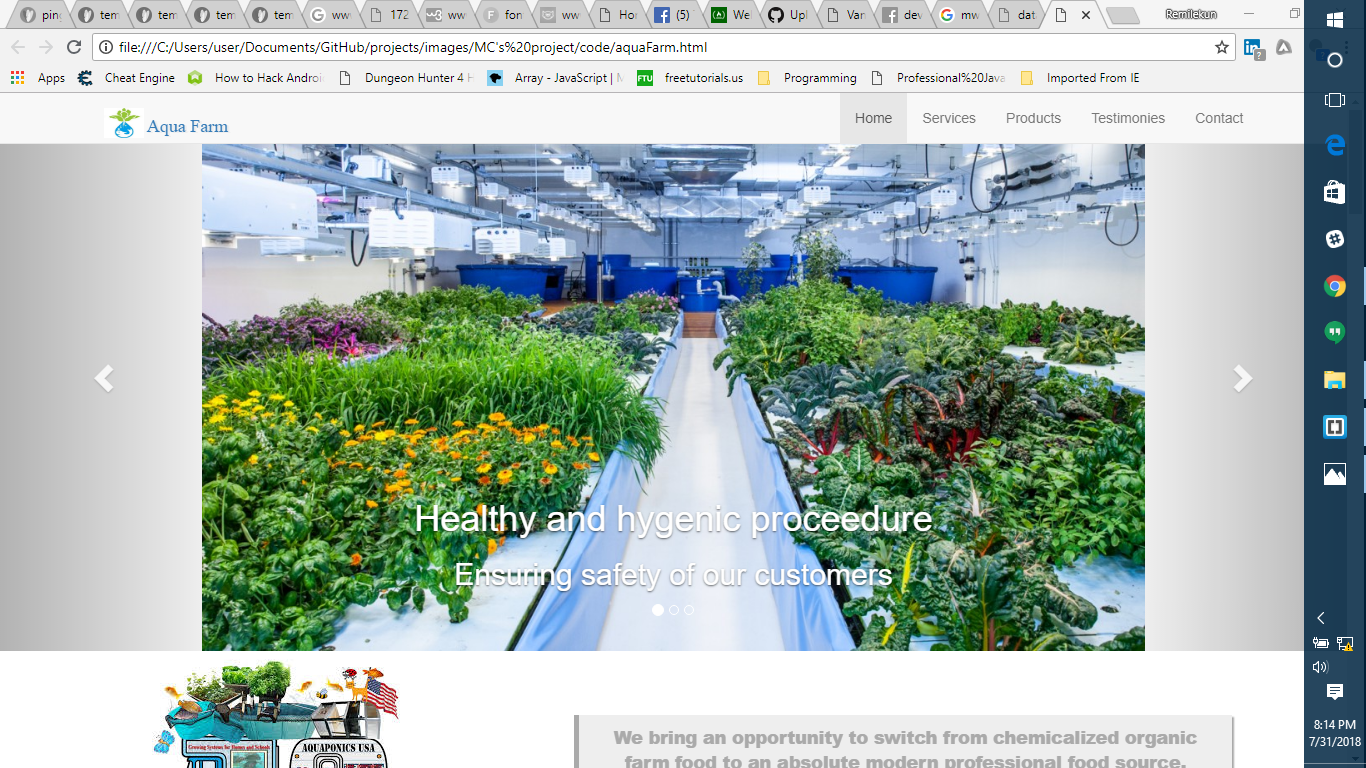 ping
tem
tem
tem
tem
ww
172
ww
fon
ww
Hor
(5)
Wel
Upl
Var
dev
mw
dat
Remilekun
file:///C:/Users/user/Documents/GitHub/projects/images/MC's%20project/code/aquaFarm.html
Apps
Cheat Engine
How to Hack Androi
Dungeon Hunter 4 H
Array - JavaScript | M
freetutorials.us
Programming
Professional%20Java
Imported From IE
Aqua Farm
Home
Services
Products
Testimonies
Contact
Healthy and hygenic proceedure
Ensuring safety of our customers
Growing Systems for Homes and Schools
AQUAPONICS USA
We bring an opportunity to switch from chemicalized organic
farm food to an absolute modern professional food source.
8:14 PM
7/31/2018